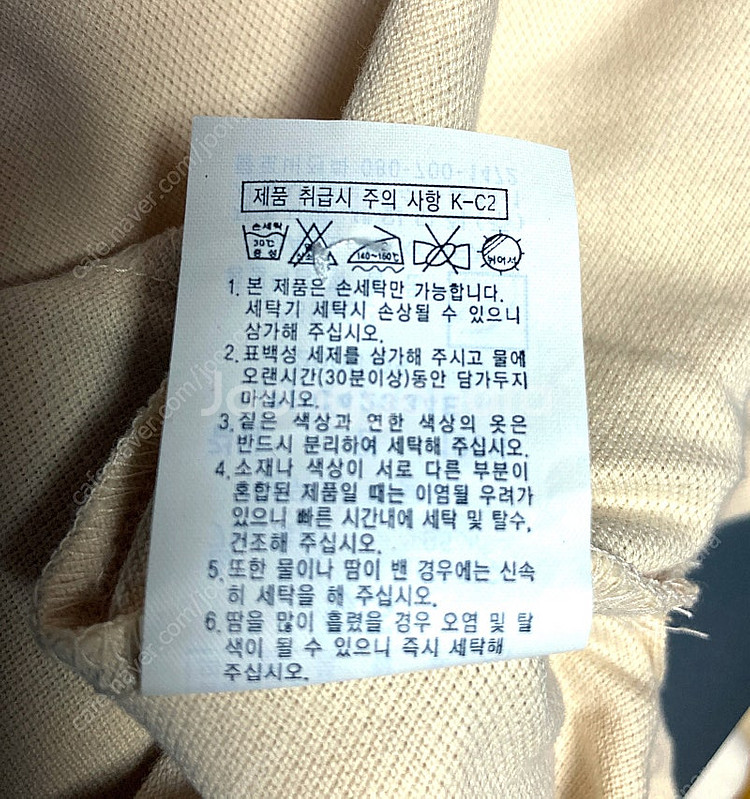 제품 취급시 주의 사항 K-C2
손세탁
30℃
중성
140~160℃
뉘어서
1. 본 제품은 손세탁만 가능합니다.
세탁기 세탁시 손상될 수 있으니
삼가해 주십시오.
2. 표백성 세제를 삼가해 주시고 물에
오랜시간(30분이상)동안 담가두지
마십시오.
3. 짙은 색상과 연한 색상의 옷은
반드시 분리하여 세탁해 주십시오.
4. 소재나 색상이 서로 다른 부분이
혼합된 제품일 때는 이염될 우려가
있으니 빠른 시간내에 세탁 및 탈수,
건조해 주십시오.
5. 또한 물이나 땀이 밴 경우에는 신속
히 세탁을 해 주십시오.
6. 땀을 많이 흘렸을 경우 오염 및 탈
색이 될 수 있으니 즉시 세탁해
주십시오.